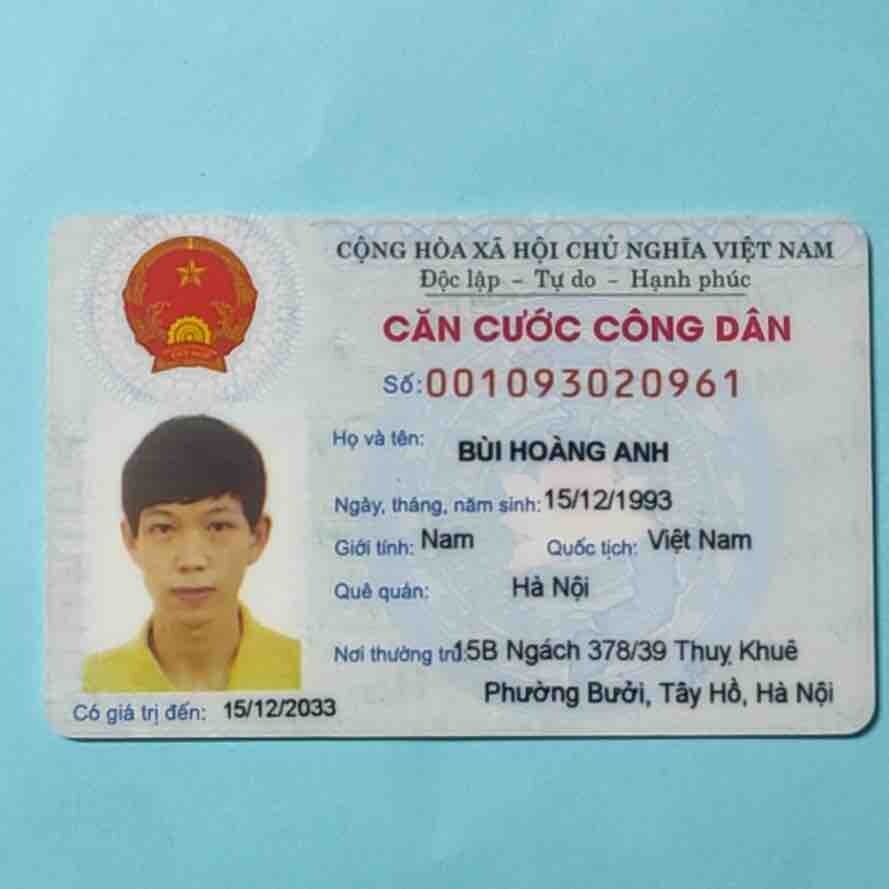 CỘNG HÒA XÃ HỘI CHỦ NGHĨA VIỆT NAM
Độc lập - Tự do - Hạnh phúc
CĂN CƯỚC CÔNG DÂN
Số: 001093020961
Họ và tên: BÙI HOÀNG ANH
Ngày, tháng, năm sinh: 15/12/1993
Giới tính: Nam Quốc tịch: Việt Nam
Quê quán: Hà Nội
Nơi thường trú: 15B Ngách 378/39 Thuỵ Khuê
Phường Bưởi, Tây Hồ, Hà Nội
Có giá trị đến: 15/12/2033